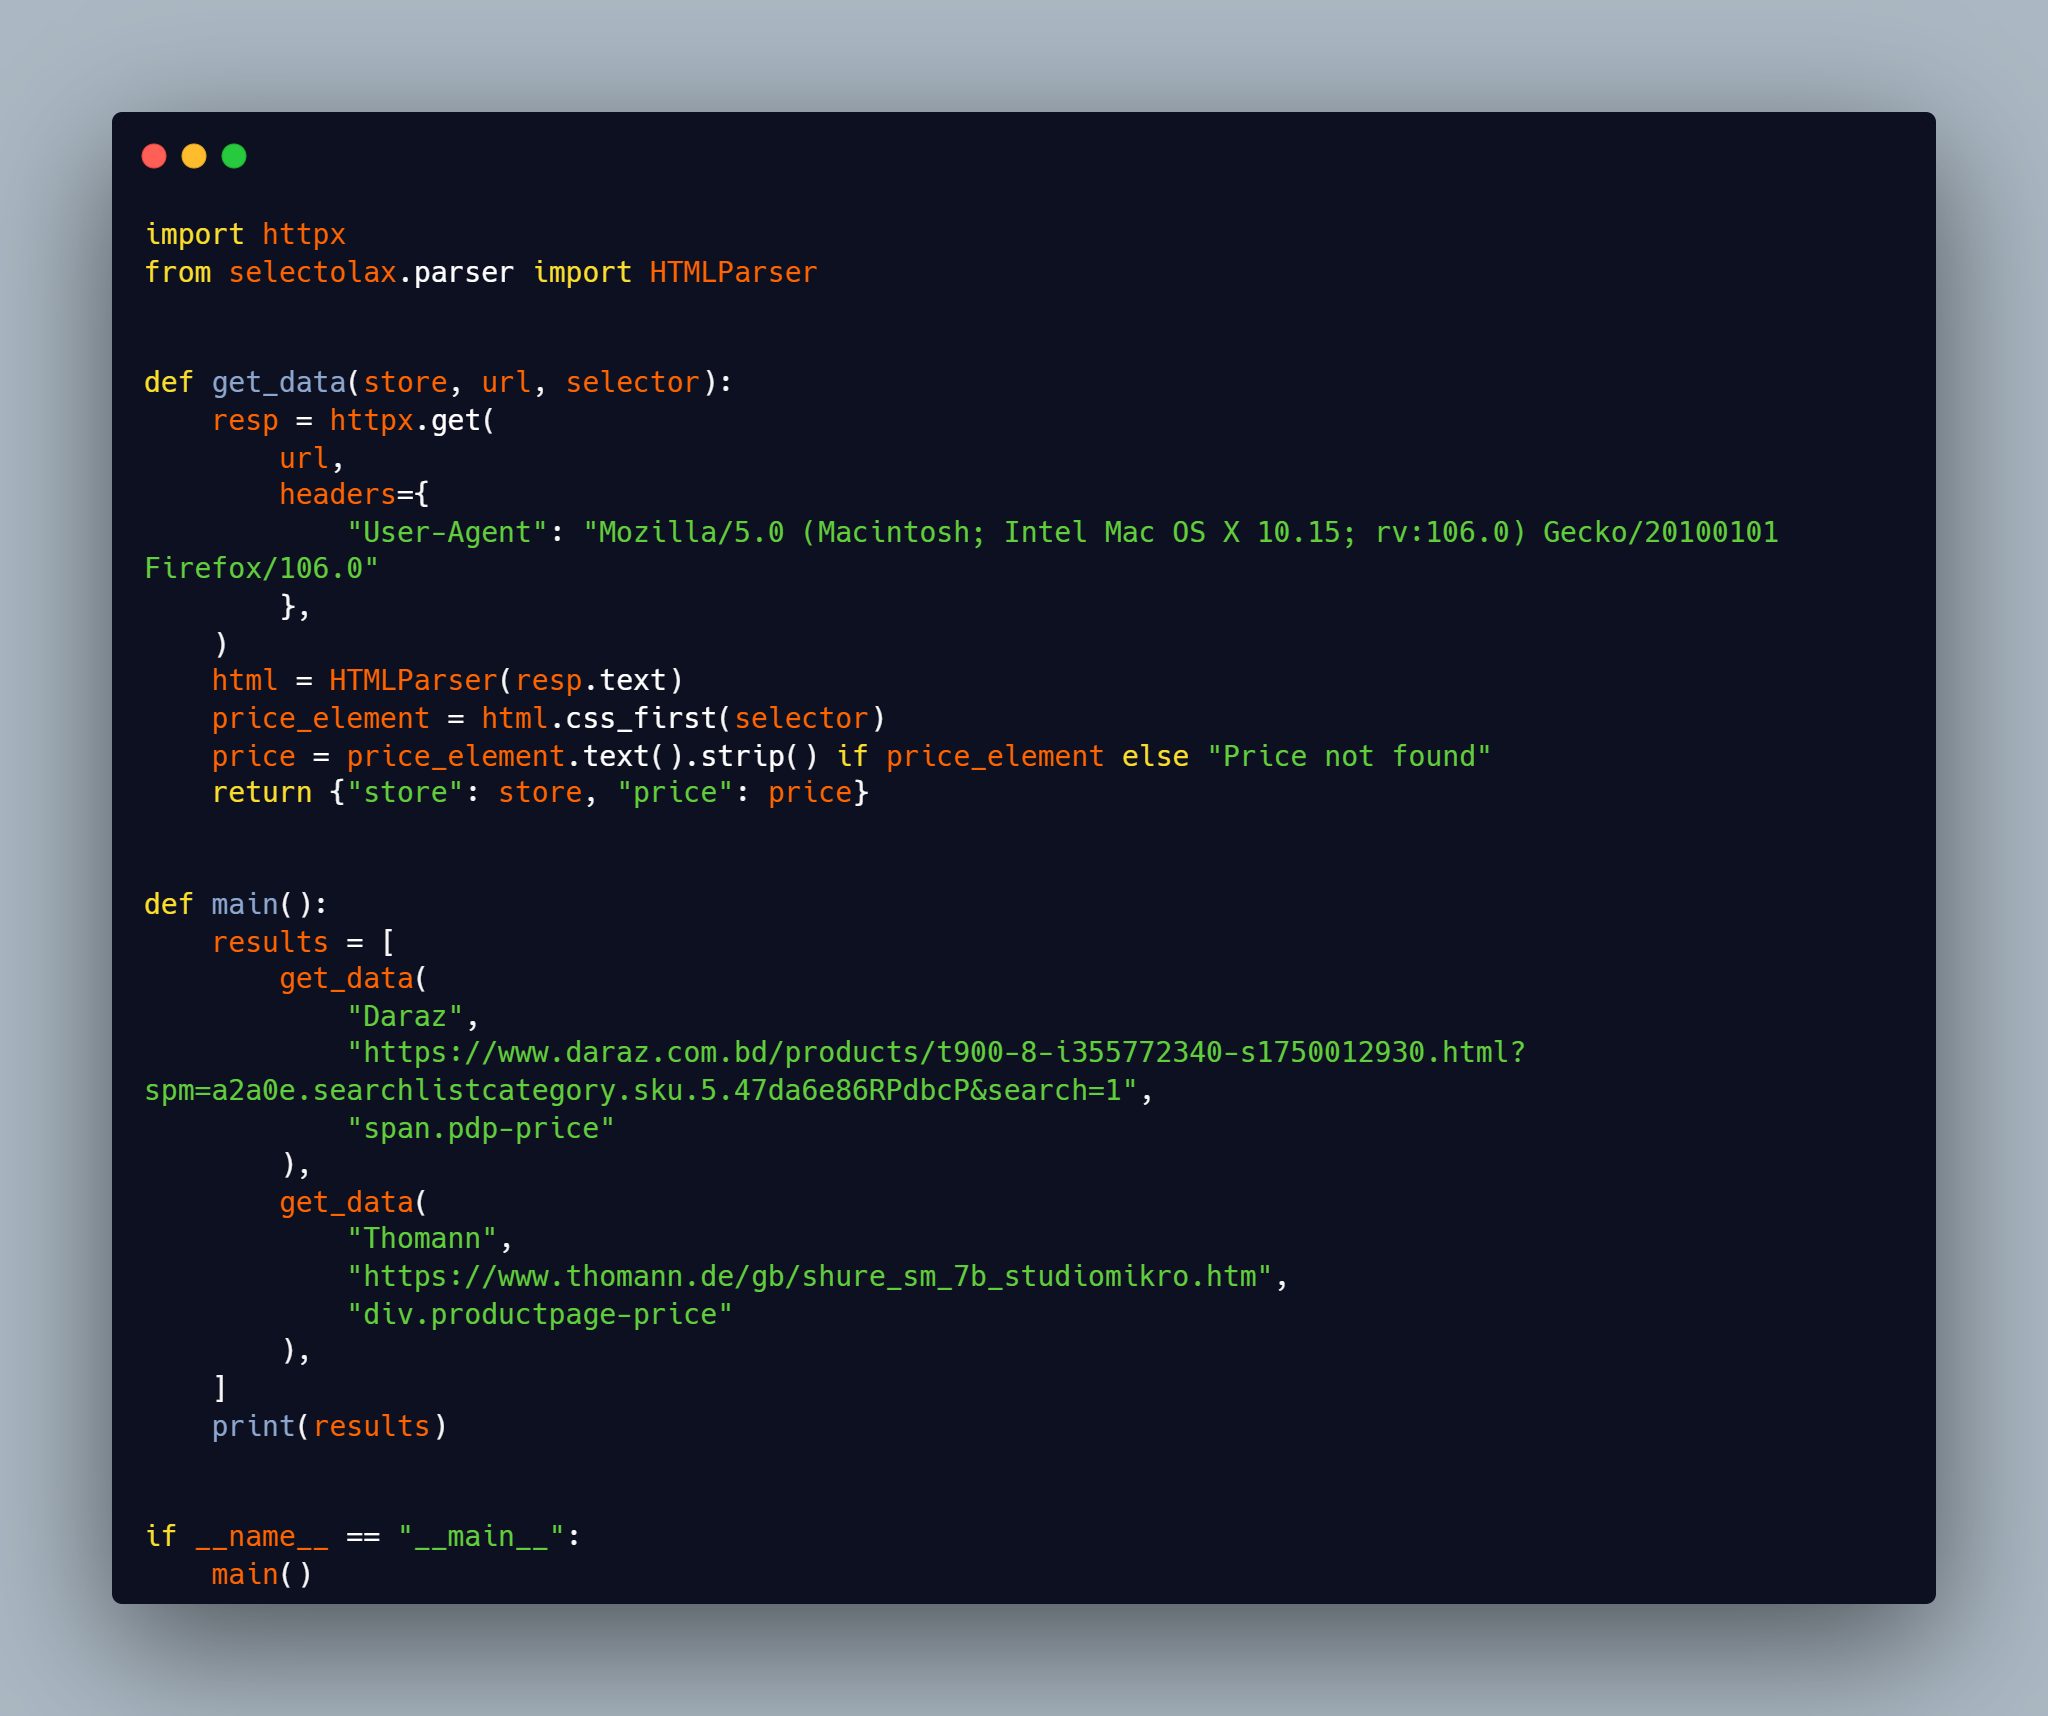 import httpx
from selectolax.parser import HTMLParser
def get_data(store, url, selector):
    resp = httpx.get(
        url,
        headers={
            "User-Agent": "Mozilla/5.0 (Macintosh; Intel Mac OS X 10.15; rv:106.0) Gecko/20100101
Firefox/106.0"
        },
    )
    html = HTMLParser(resp.text)
    price_element = html.css_first(selector)
    price = price_element.text().strip() if price_element else "Price not found"
    return {"store": store, "price": price}
def main():
    results = [
        get_data(
            "Daraz",
            "https://www.daraz.com.bd/products/t900-8-i355772340-s1750012930.html?
spm=a2a0e.searchlistcategory.sku.5.47da6e86RPdbcP&search=1",
            "span.pdp-price"
        ),
        get_data(
            "Thomann",
            "https://www.thomann.de/gb/shure_sm_7b_studiomikro.htm",
            "div.productpage-price"
        ),
    ]
    print(results)
if __name__ == "__main__":
    main()